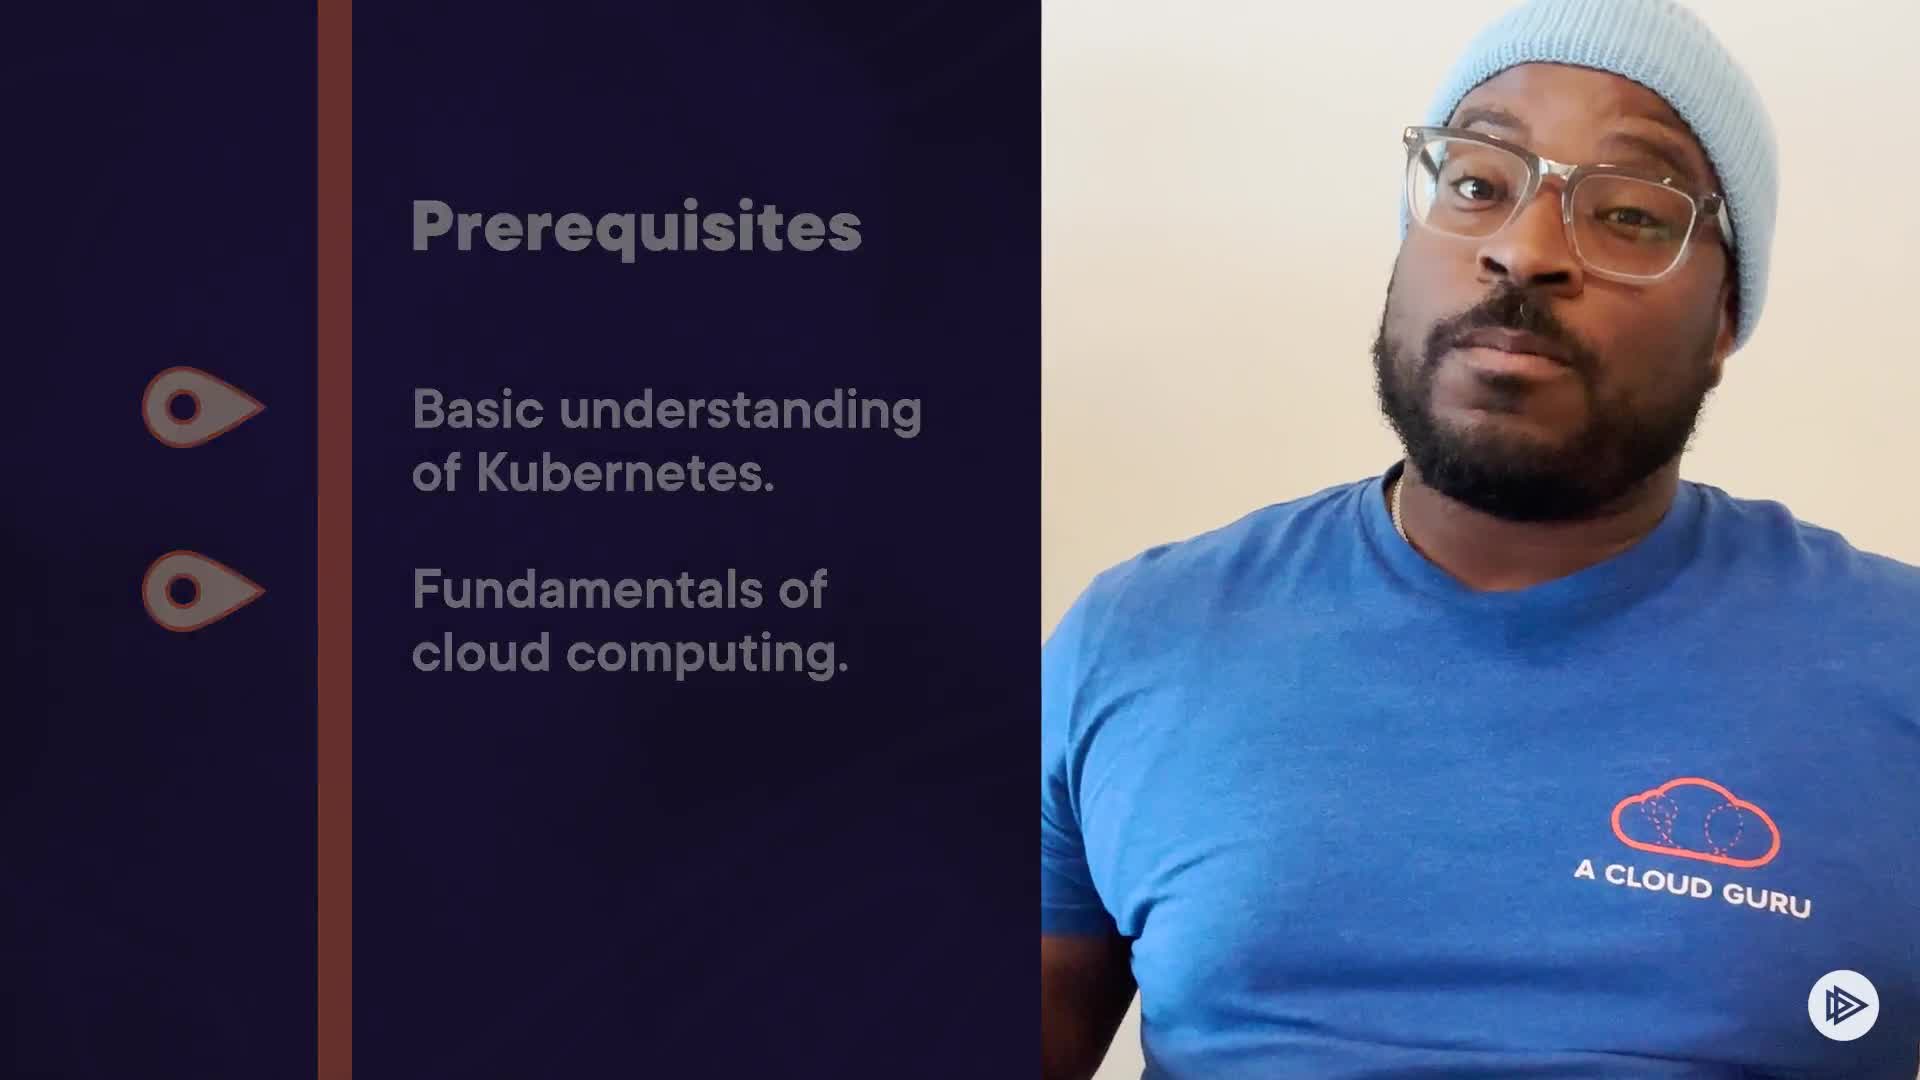 Prerequisites
Basic understanding
of Kubernetes.
Fundamentals of
cloud computing.
A CLOUD GURU